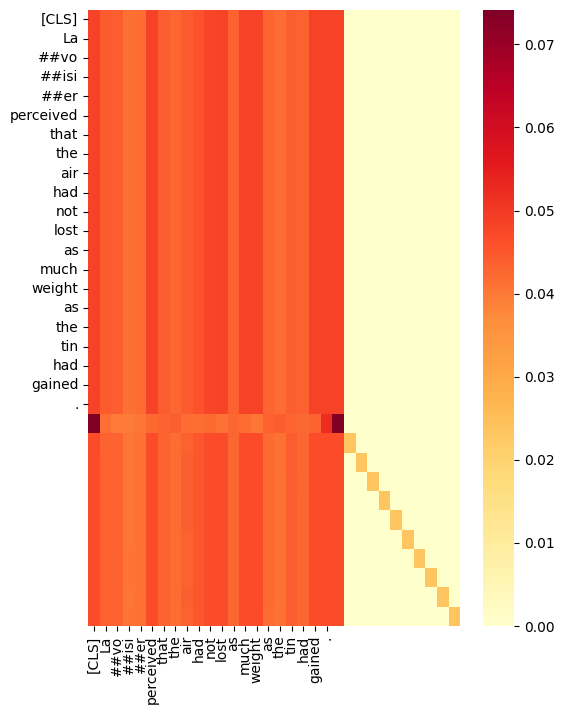 [CLS]
La
##vo
##isi
##er
perceived
that
the
air
had
not
lost
as
much
weight
as
the
tin
had
gained
.
0.07
0.06
0.05
0.04
0.03
0.02
0.01
0.00
[CLS]
La
##vo
##isi
##er
perceived
that
the
air
had
not
lost
as
much
weight
as
the
tin
had
gained
.